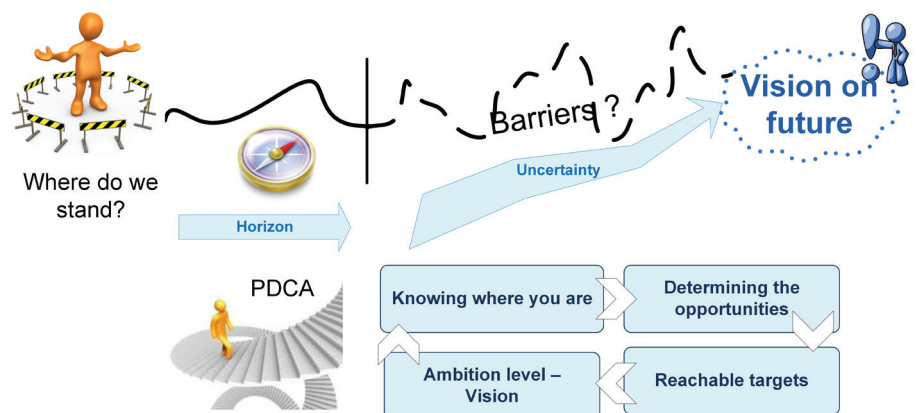 Where do we
stand?
Horizon
Barriers ?
Uncertainty
Vision on
future
PDCA
Knowing where you are
Determining the
opportunities
Ambition level –
Vision
Reachable targets